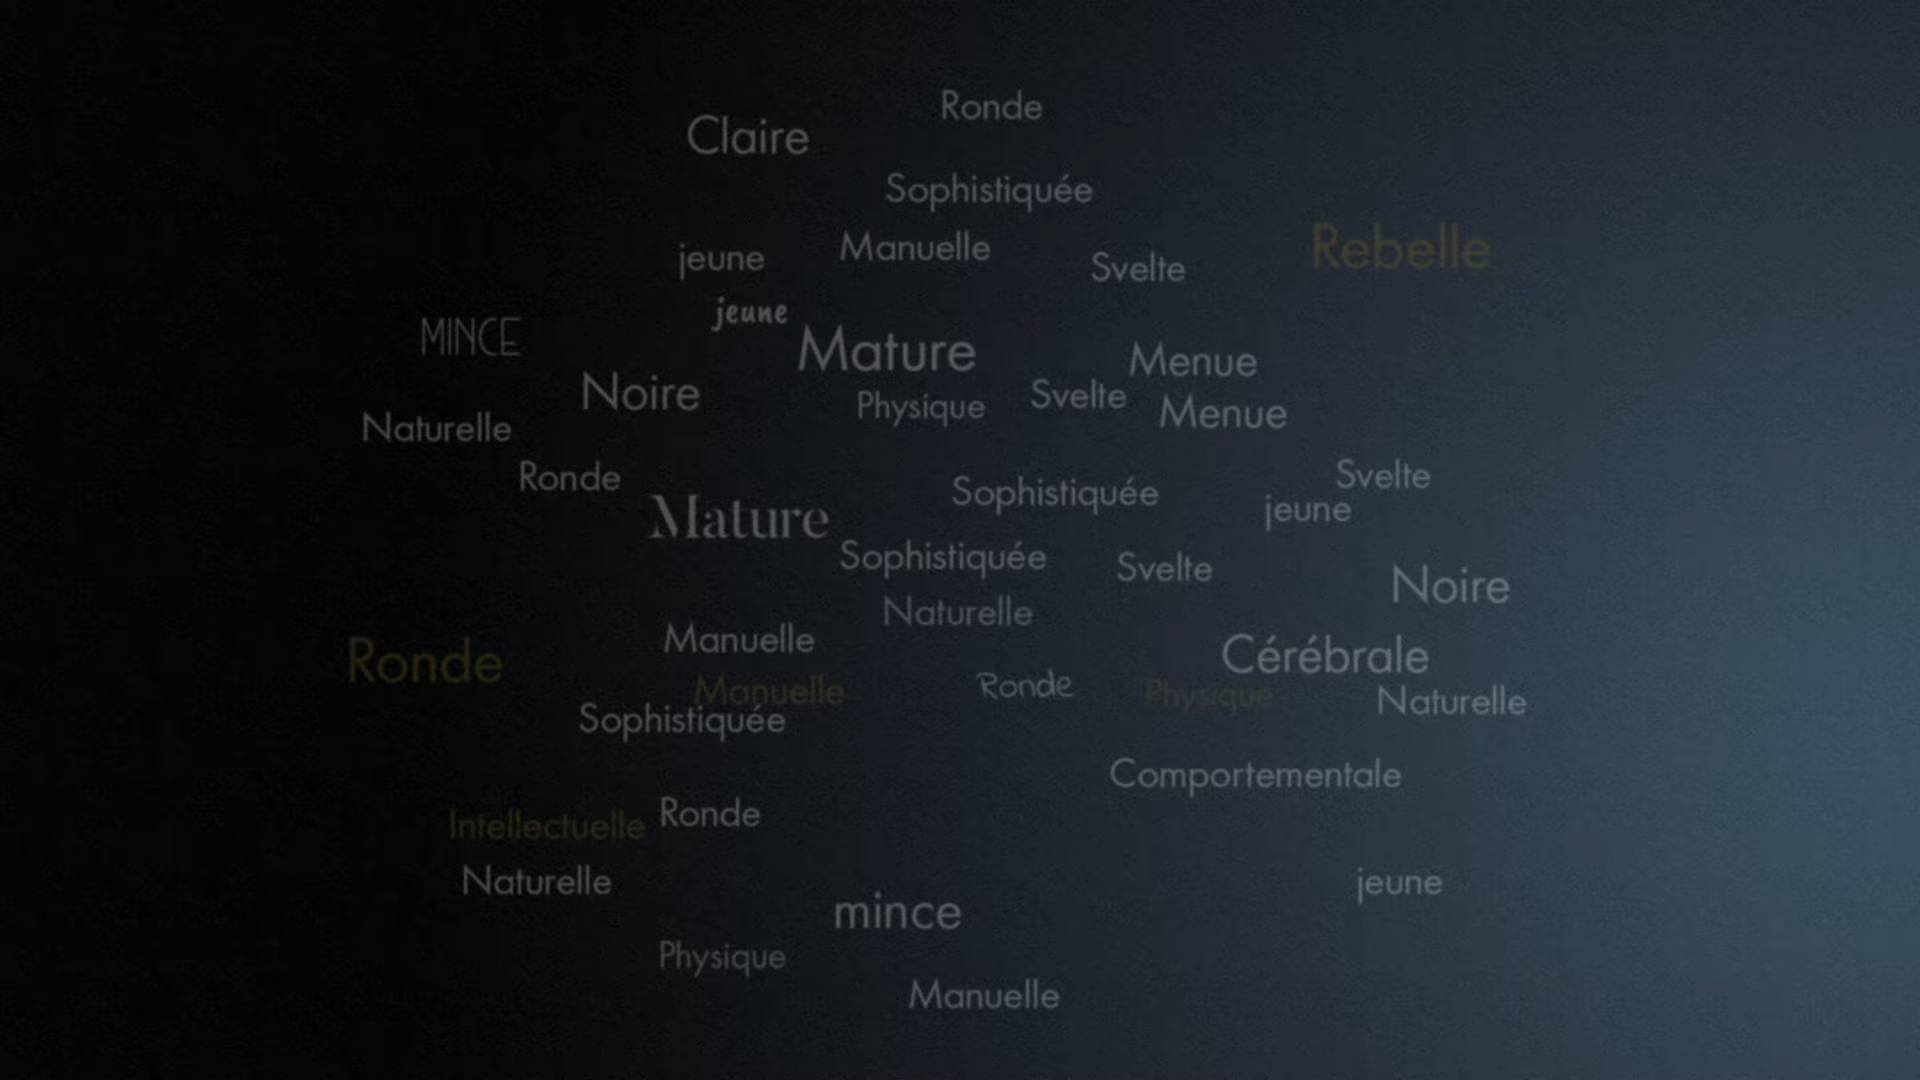 Ronde
Claire
Sophistiquée
Manuelle
Rebelle
jeune
Svelte
jeune
MINCE
Mature
Menue
Noire
Svelte
Physique
Menue
Naturelle
Ronde
Svelte
Sophistiquée
jeune
Mature
Sophistiquée
Svelte
Noire
Naturelle
Manuelle
Cérébrale
Ronde
Ronde
Manuelle
Physique
Naturelle
Sophistiquée
Comportementale
Ronde
Intellectuelle
Naturelle
jeune
mince
Physique
Manuelle